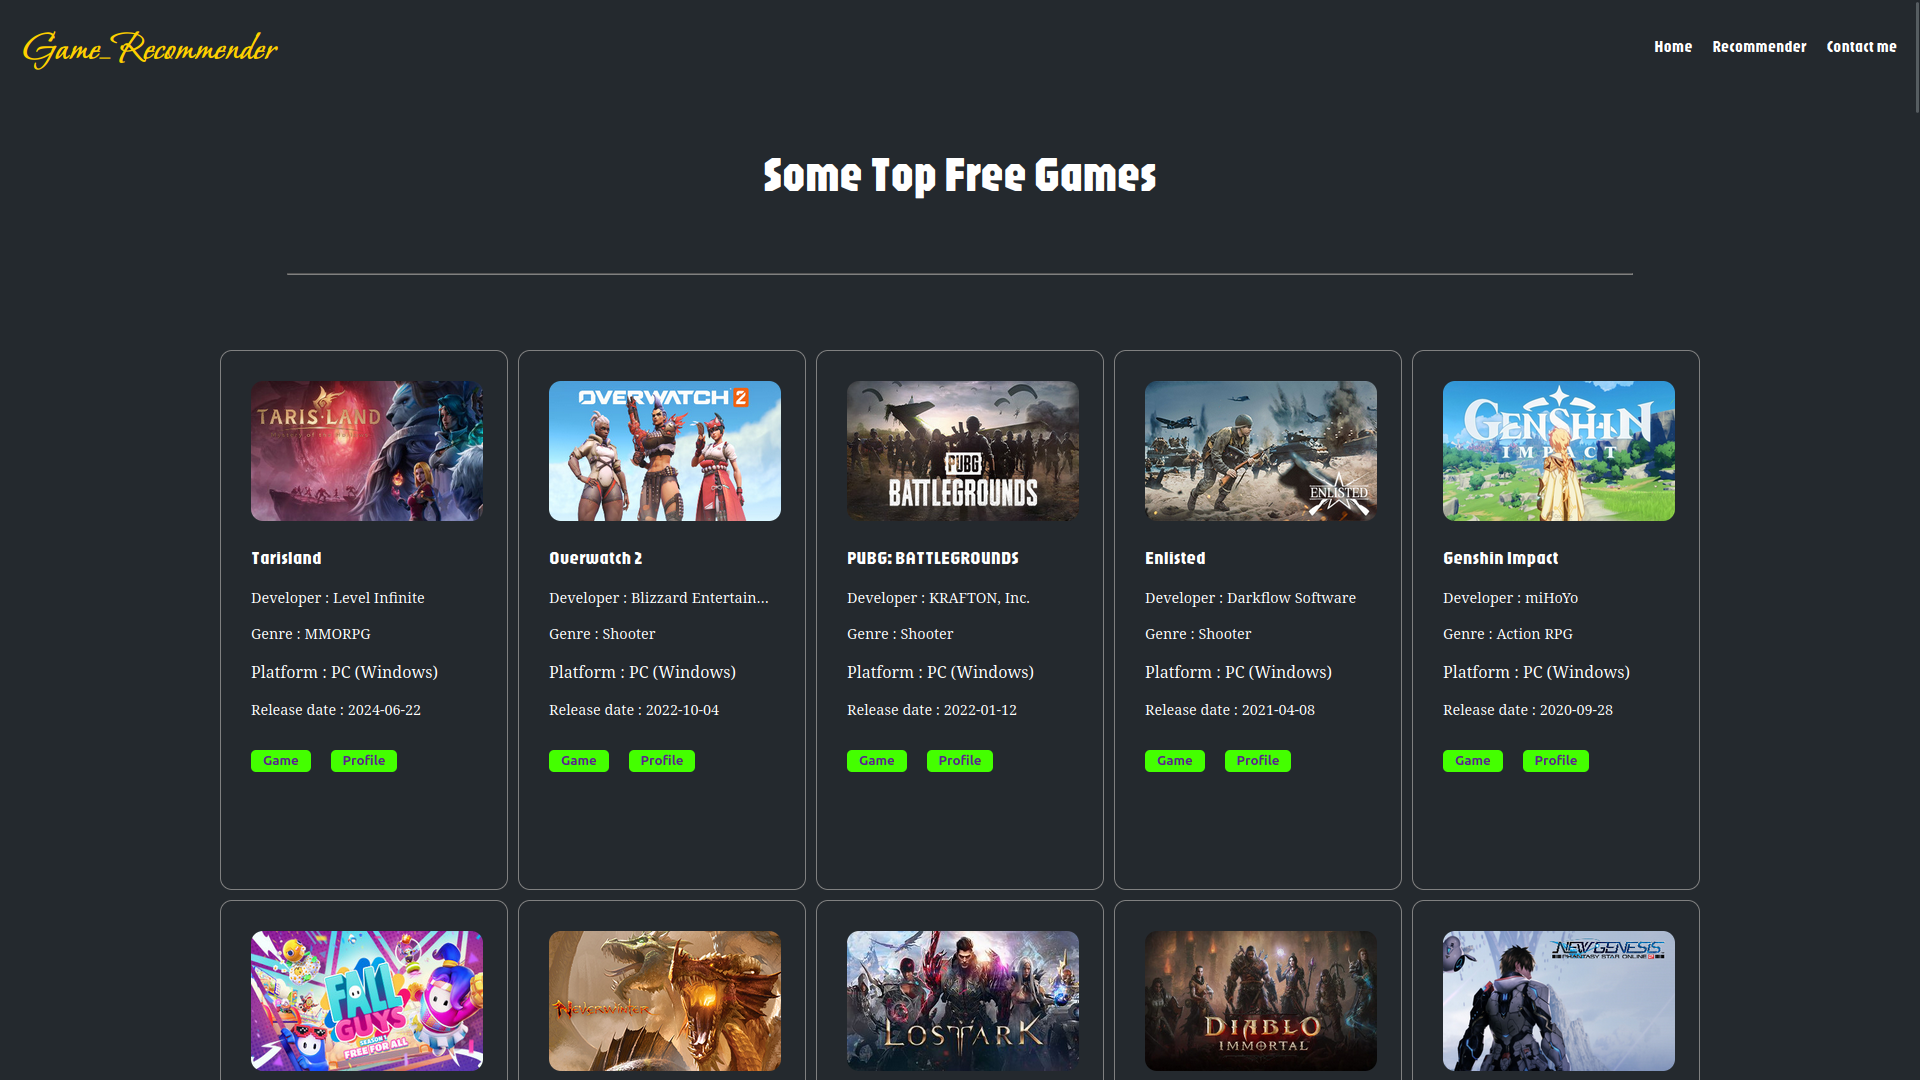 Game_Recommender
Home
Recommender
Contact me
Some Top Free Games
TARISLAND
Tarisland
Developer : Level Infinite
Genre : MMORPG
Platform : PC (Windows)
Release date : 2024-06-22
Game
Profile
OVERWATCH 2
Overwatch 2
Developer : Blizzard Entertain...
Genre : Shooter
Platform : PC (Windows)
Release date : 2022-10-04
Game
Profile
PUBG
BATTLEGROUNDS
PUBG: BATTLEGROUNDS
Developer : KRAFTON, Inc.
Genre : Shooter
Platform : PC (Windows)
Release date : 2022-01-12
Game
Profile
ENLISTED
Enlisted
Developer : Darkflow Software
Genre : Shooter
Platform : PC (Windows)
Release date : 2021-04-08
Game
Profile
GENSHIN
IMPACT
Genshin Impact
Developer : miHoYo
Genre : Action RPG
Platform : PC (Windows)
Release date : 2020-09-28
Game
Profile
FALL
GUYS
SEASON 1
FREE FOR ALL
NEVERWINTER
LOST ARK
DIABLO
IMMORTAL
NEW GENESIS
PHANTASY STAR ONLINE 2